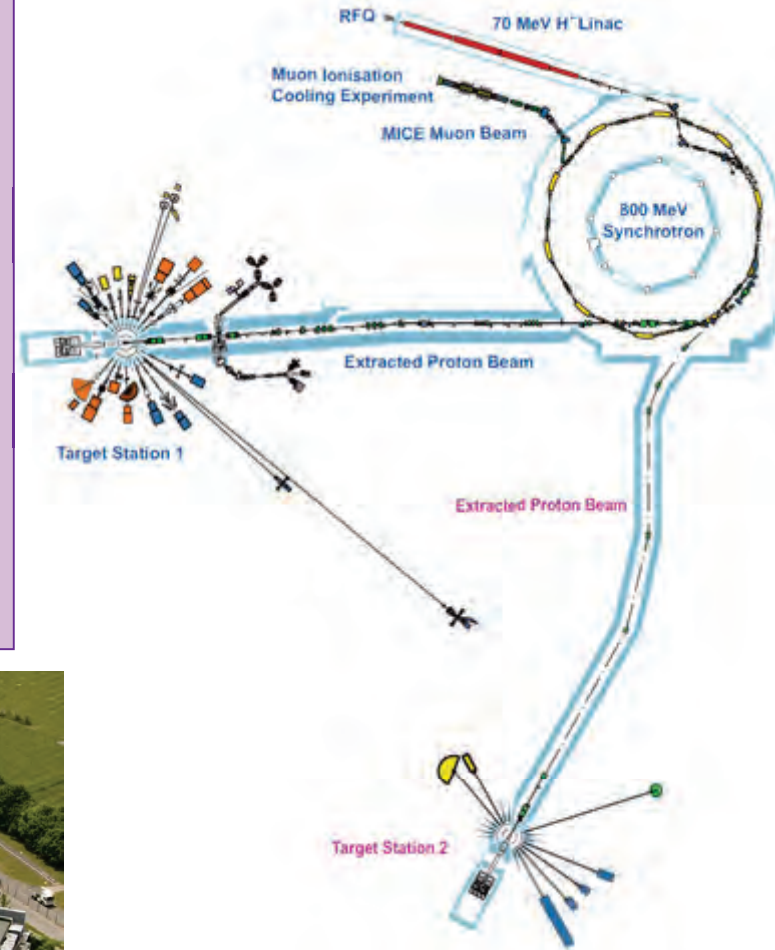 RFQ
70 MeV H⁻ Linac
Muon Ionisation
Cooling Experiment
MICE Muon Beam
800 MeV
Synchrotron
Extracted Proton Beam
Target Station 1
Extracted Proton Beam
Target Station 2